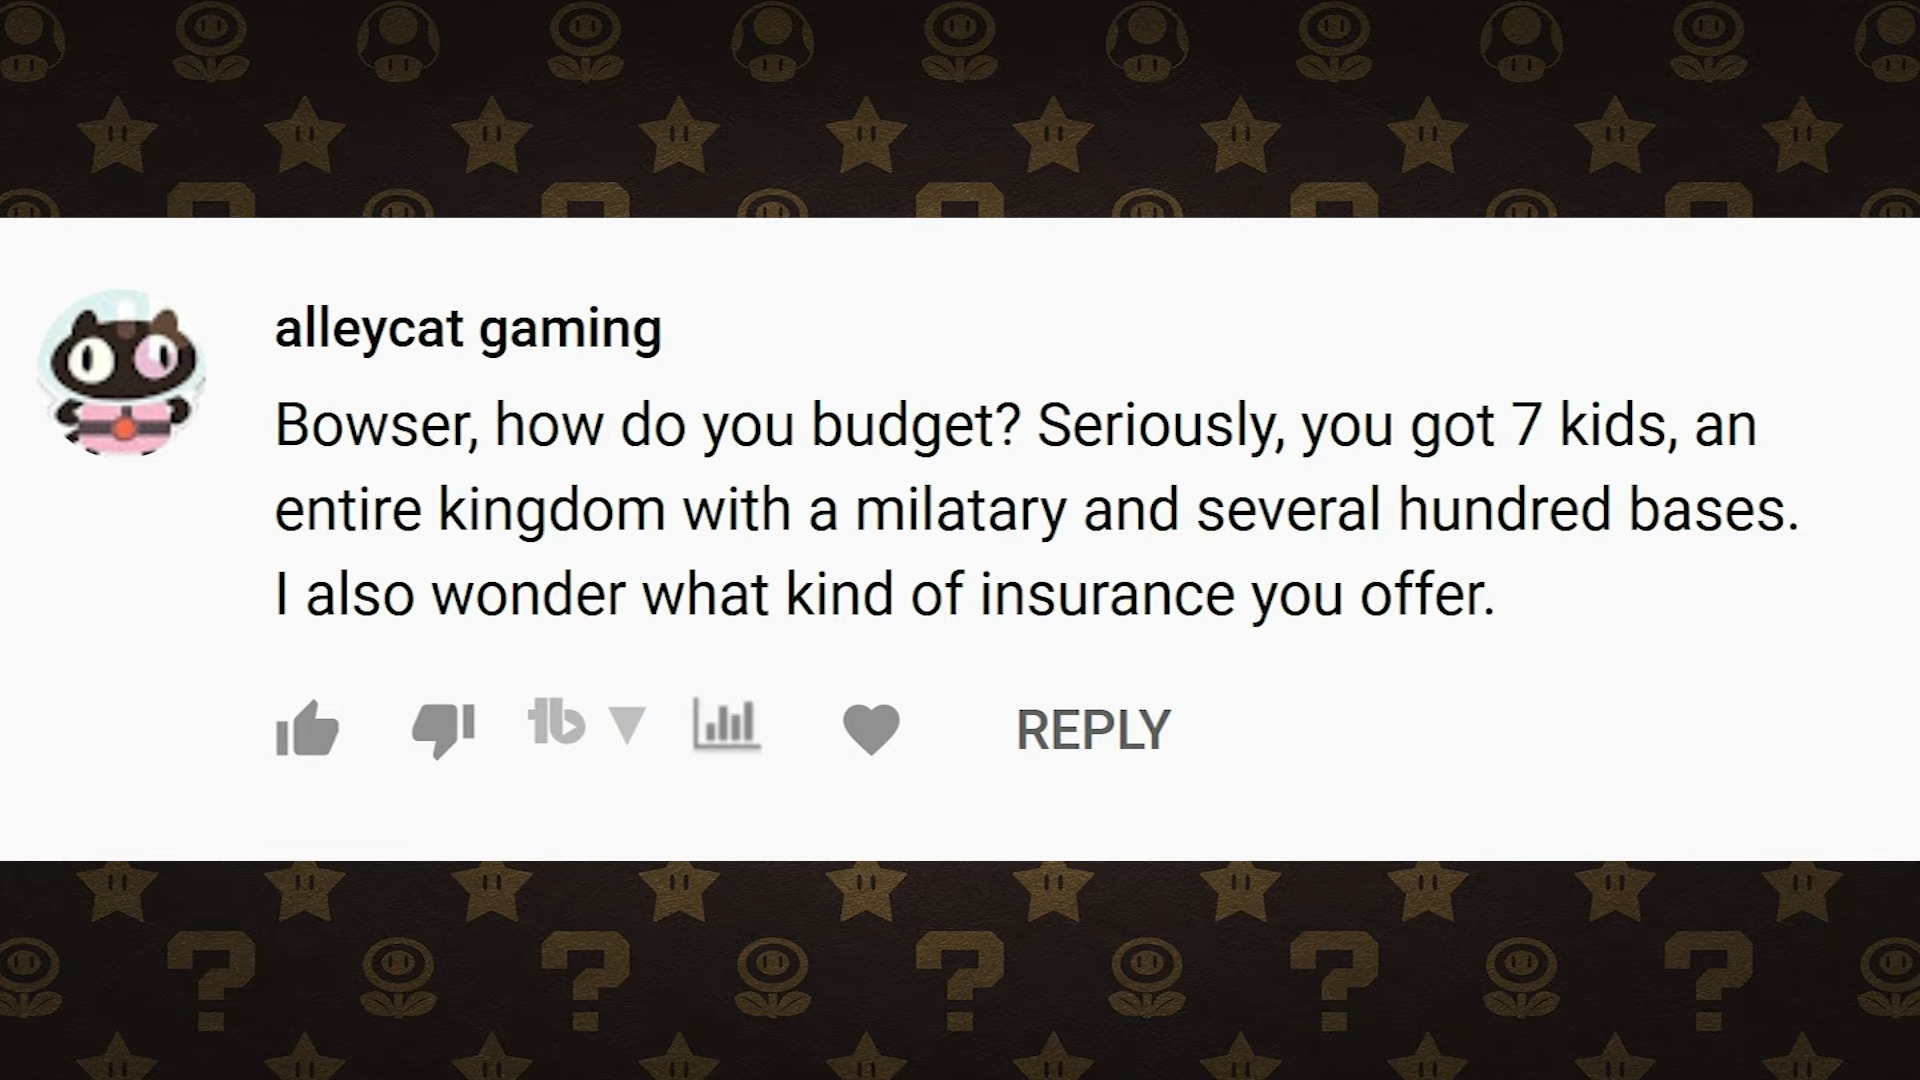 alleycat gaming
Bowser, how do you budget? Seriously, you got 7 kids, an
entire kingdom with a milatary and several hundred bases.
I also wonder what kind of insurance you offer.
REPLY